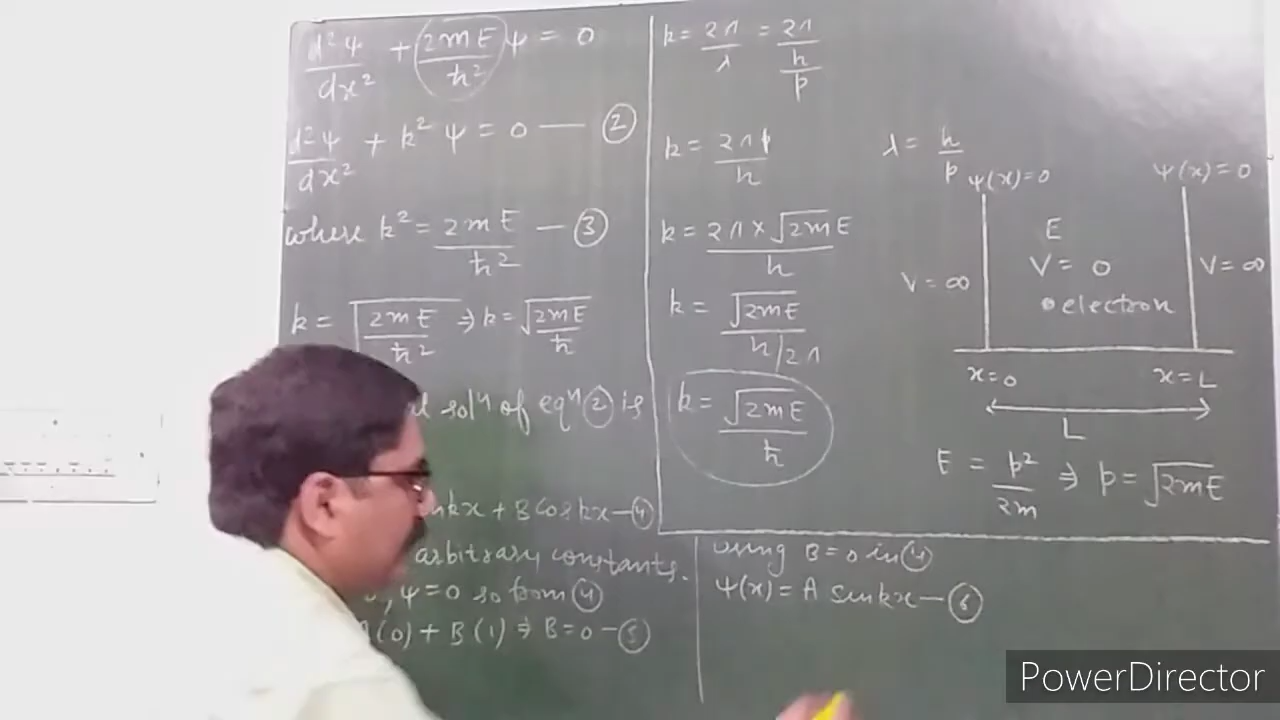 d²ψ/dx² + 2mE/ħ² ψ = 0
d²ψ/dx² + k² ψ = 0 — ②
where k² = 2mE/ħ² — ③
k = √(2mE/ħ²) ⇒ k = √2mE/ħ
solⁿ of eqⁿ ② is
kx + B cos kx — ④
arbitrary constants.
, ψ = 0 so from ④
(0) + B(1) ⇒ B = 0 — ⑤
k = 2π/λ = 2π/(h/p)
k = 2πp/h
k = 2π × √2mE/h
k = √2mE/(h/2π)
k = √2mE/ħ
λ = h/p
ψ(x)=0 ψ(x)=0
E
V=∞ V = 0 V=∞
electron
x=0 x=L
L
E = p²/2m ⇒ p = √2mE
using B=0 in ④
ψ(x) = A sin kx — ⑥
PowerDirector